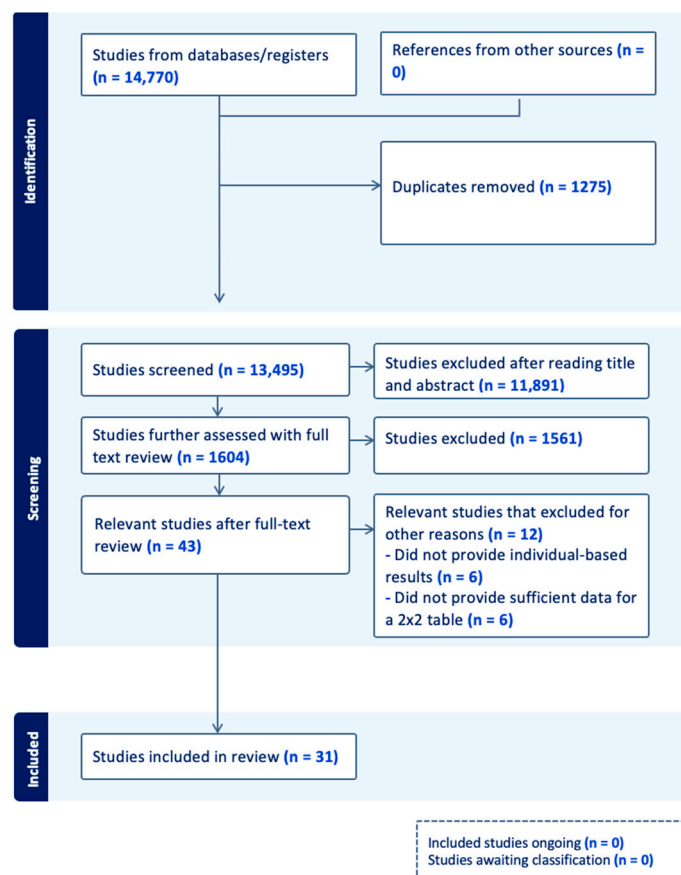 Identification
Studies from databases/registers
(n = 14,770)
References from other sources (n =
0)
Duplicates removed (n = 1275)
Screening
Studies screened (n = 13,495)
Studies excluded after reading title
and abstract (n = 11,891)
Studies further assessed with full
text review (n = 1604)
Studies excluded (n = 1561)
Relevant studies after full-text
review (n = 43)
Relevant studies that excluded for
other reasons (n = 12)
- Did not provide individual-based
results (n = 6)
- Did not provide sufficient data for
a 2x2 table (n = 6)
Included
Studies included in review (n = 31)
Included studies ongoing (n = 0)
Studies awaiting classification (n = 0)